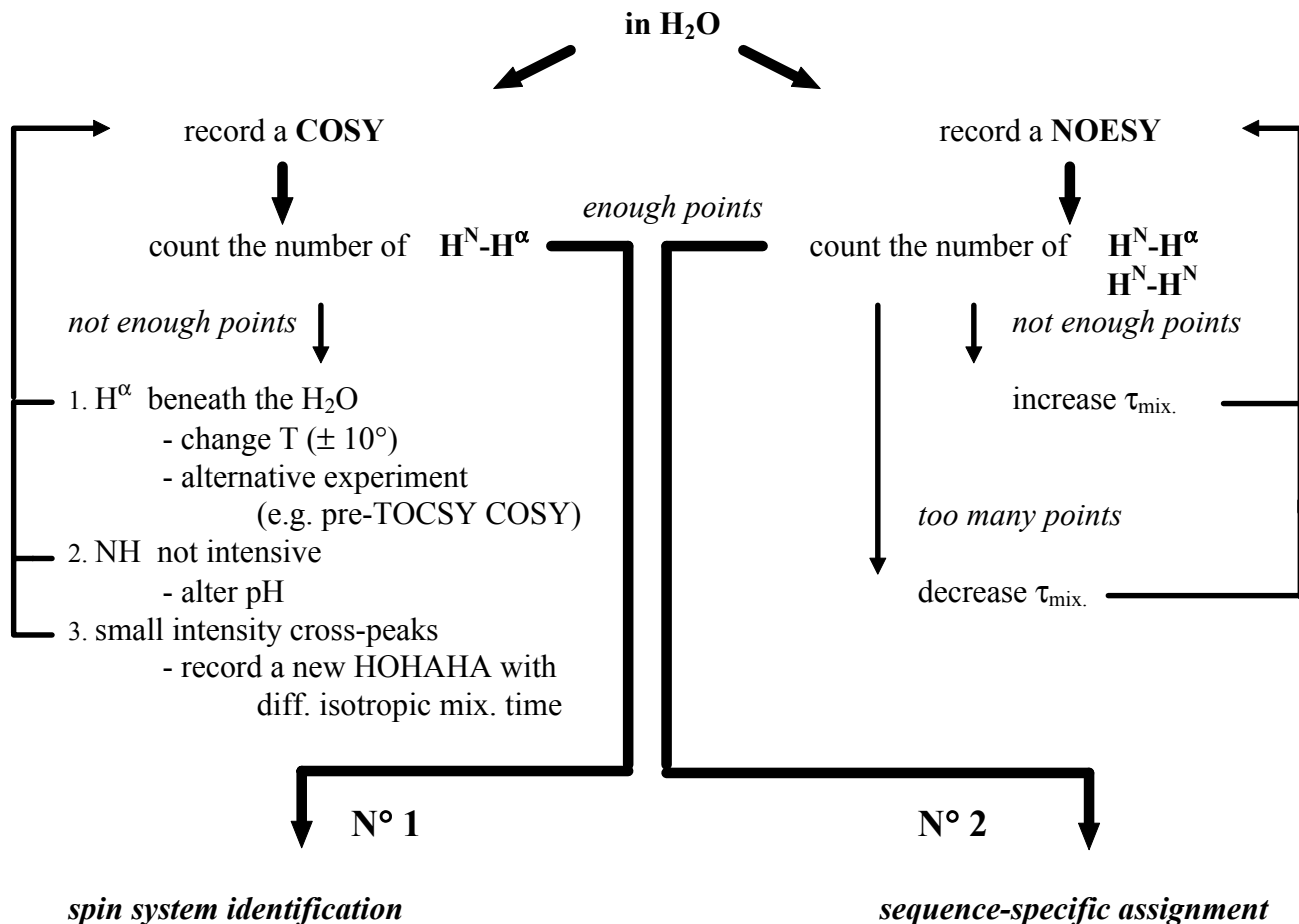 in H₂O
record a COSY
count the number of Hᴺ-Hᵅ
not enough points
1. Hᵅ beneath the H₂O
- change T (± 10°)
- alternative experiment
(e.g. pre-TOCSY COSY)
2. NH not intensive
- alter pH
3. small intensity cross-peaks
- record a new HOHAHA with
diff. isotropic mix. time
enough points
record a NOESY
count the number of Hᴺ-Hᵅ
Hᴺ-Hᴺ
not enough points
increase τmix.
too many points
decrease τmix.
N° 1
N° 2
spin system identification
sequence-specific assignment